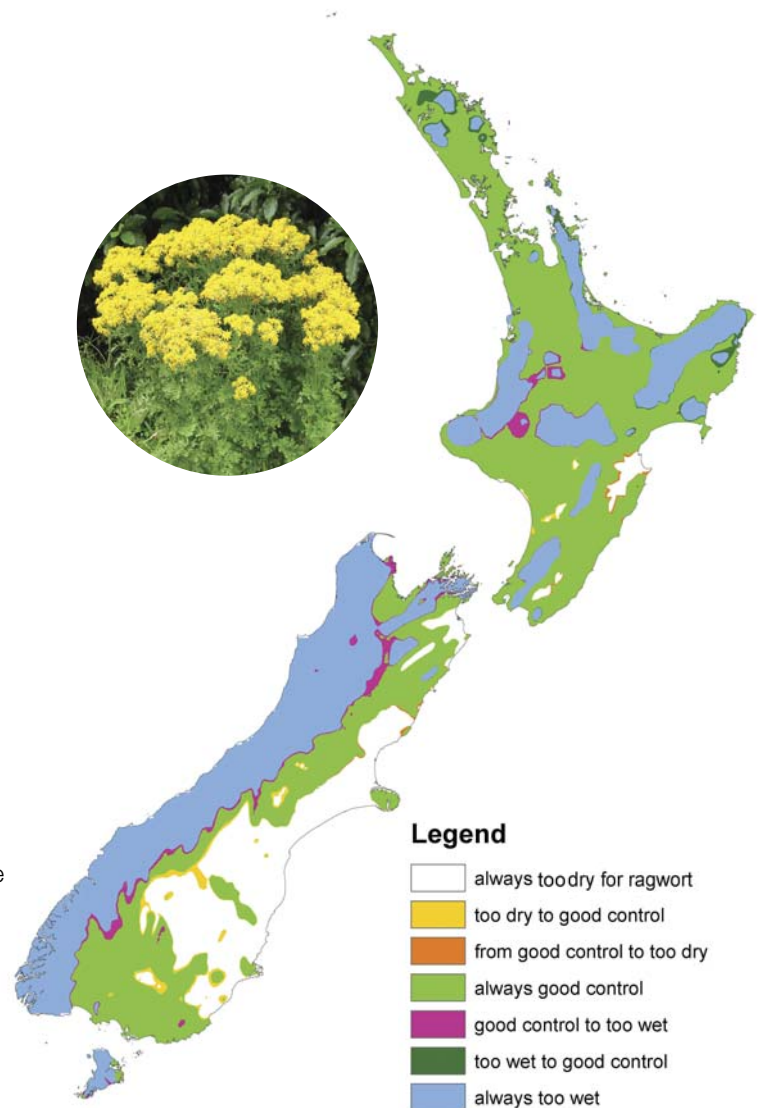 e
Legend
always too dry for ragwort
too dry to good control
from good control to too dry
always good control
good control to too wet
too wet to good control
always too wet